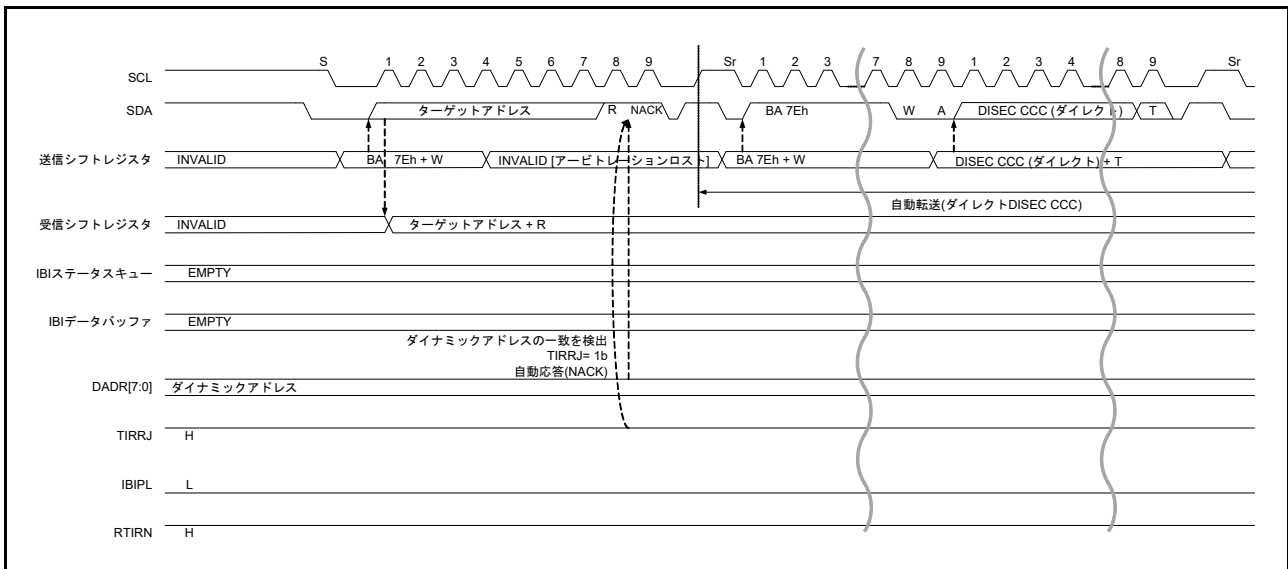 S 1 2 3 4 5 6 7 8 9 Sr 1 2 3 7 8 9 1 2 3 4 8 9 Sr
SCL
SDA ターゲットアドレス R NACK BA 7Eh W A DISEC CCC (ダイレクト) T
送信シフトレジスタ INVALID BA 7Eh + W INVALID [アービトレーションロスト] BA 7Eh + W DISEC CCC (ダイレクト) + T
自動転送(ダイレクトDISEC CCC)
受信シフトレジスタ INVALID ターゲットアドレス + R
IBIステータスキュー EMPTY
IBIデータバッファ EMPTY
ダイナミックアドレスの一致を検出
TIRRJ= 1b
自動応答(NACK)
DADR[7:0] ダイナミックアドレス
TIRRJ H
IBIPL L
RTIRN H